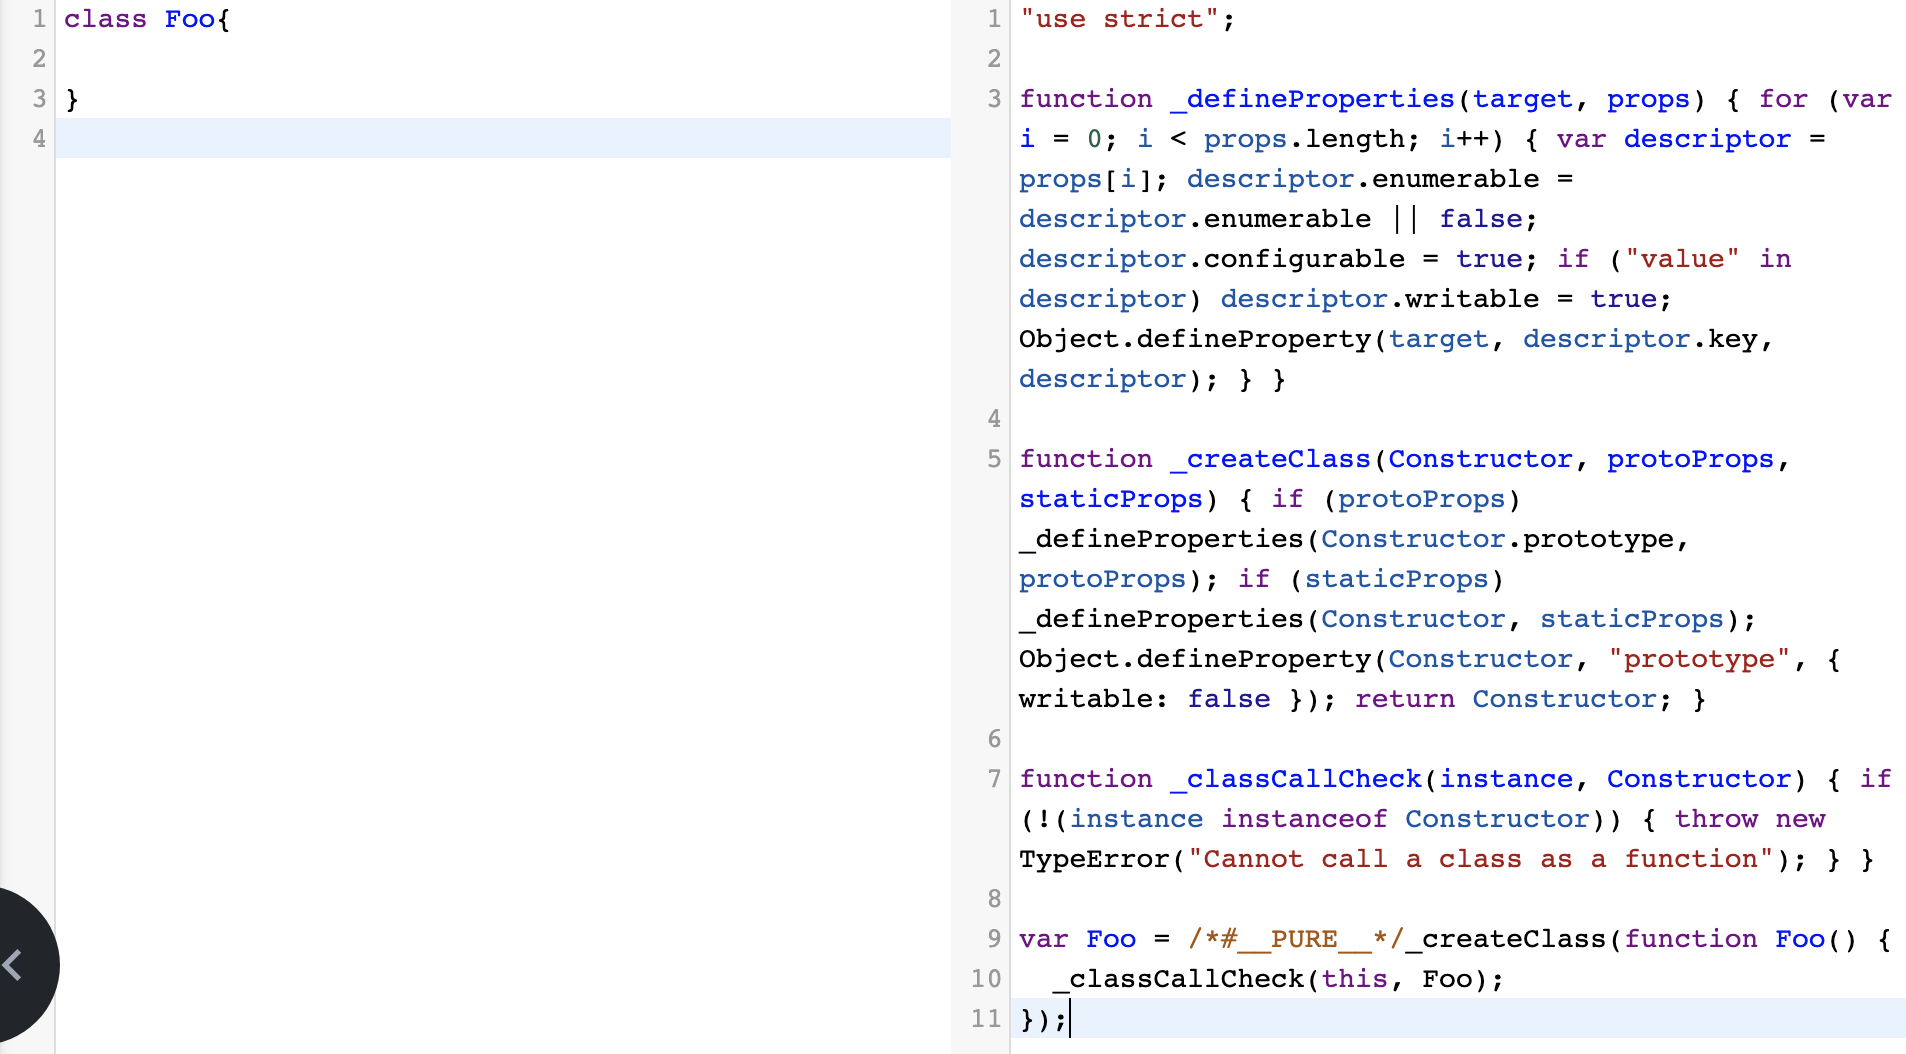 1 class Foo{
2
3 }
4
1 "use strict";
2
3 function _defineProperties(target, props) { for (var
i = 0; i < props.length; i++) { var descriptor =
props[i]; descriptor.enumerable =
descriptor.enumerable || false;
descriptor.configurable = true; if ("value" in
descriptor) descriptor.writable = true;
Object.defineProperty(target, descriptor.key,
descriptor); } }
4
5 function _createClass(Constructor, protoProps,
staticProps) { if (protoProps)
_defineProperties(Constructor.prototype,
protoProps); if (staticProps)
_defineProperties(Constructor, staticProps);
Object.defineProperty(Constructor, "prototype", {
writable: false }); return Constructor; }
6
7 function _classCallCheck(instance, Constructor) { if
(!(instance instanceof Constructor)) { throw new
TypeError("Cannot call a class as a function"); } }
8
9 var Foo = /*#__PURE__*/_createClass(function Foo() {
10   _classCallCheck(this, Foo);
11 });